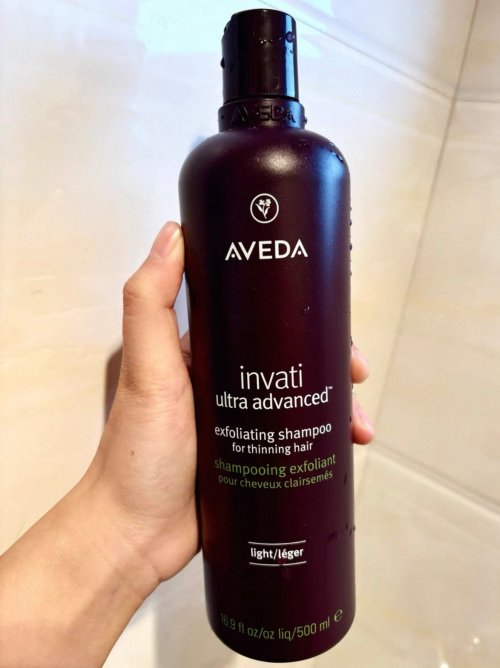 AVEDA
AVEDA
invati
ultra advanced™
exfoliating shampoo
for thinning hair
shampooing exfoliant
pour cheveux clairsemés
light/léger
16.9 fl oz/oz liq/500 ml ℮